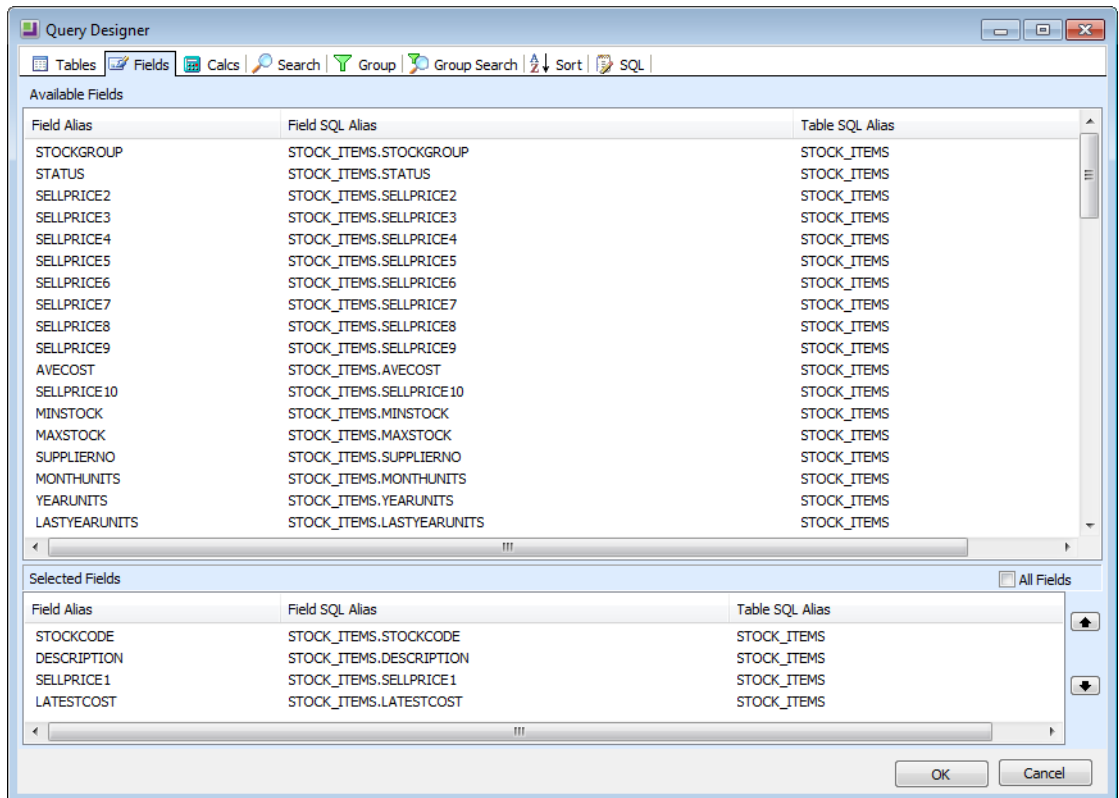 Query Designer
Tables Fields Calcs Search Group Group Search Sort SQL
Available Fields
Field Alias Field SQL Alias Table SQL Alias
STOCKGROUP STOCK_ITEMS.STOCKGROUP STOCK_ITEMS
STATUS STOCK_ITEMS.STATUS STOCK_ITEMS
SELLPRICE2 STOCK_ITEMS.SELLPRICE2 STOCK_ITEMS
SELLPRICE3 STOCK_ITEMS.SELLPRICE3 STOCK_ITEMS
SELLPRICE4 STOCK_ITEMS.SELLPRICE4 STOCK_ITEMS
SELLPRICE5 STOCK_ITEMS.SELLPRICE5 STOCK_ITEMS
SELLPRICE6 STOCK_ITEMS.SELLPRICE6 STOCK_ITEMS
SELLPRICE7 STOCK_ITEMS.SELLPRICE7 STOCK_ITEMS
SELLPRICE8 STOCK_ITEMS.SELLPRICE8 STOCK_ITEMS
SELLPRICE9 STOCK_ITEMS.SELLPRICE9 STOCK_ITEMS
AVECOST STOCK_ITEMS.AVECOST STOCK_ITEMS
SELLPRICE10 STOCK_ITEMS.SELLPRICE10 STOCK_ITEMS
MINSTOCK STOCK_ITEMS.MINSTOCK STOCK_ITEMS
MAXSTOCK STOCK_ITEMS.MAXSTOCK STOCK_ITEMS
SUPPLIERNO STOCK_ITEMS.SUPPLIERNO STOCK_ITEMS
MONTHUNITS STOCK_ITEMS.MONTHUNITS STOCK_ITEMS
YEARUNITS STOCK_ITEMS.YEARUNITS STOCK_ITEMS
LASTYEARUNITS STOCK_ITEMS.LASTYEARUNITS STOCK_ITEMS
Selected Fields All Fields
Field Alias Field SQL Alias Table SQL Alias
STOCKCODE STOCK_ITEMS.STOCKCODE STOCK_ITEMS
DESCRIPTION STOCK_ITEMS.DESCRIPTION STOCK_ITEMS
SELLPRICE1 STOCK_ITEMS.SELLPRICE1 STOCK_ITEMS
LATESTCOST STOCK_ITEMS.LATESTCOST STOCK_ITEMS
OK Cancel